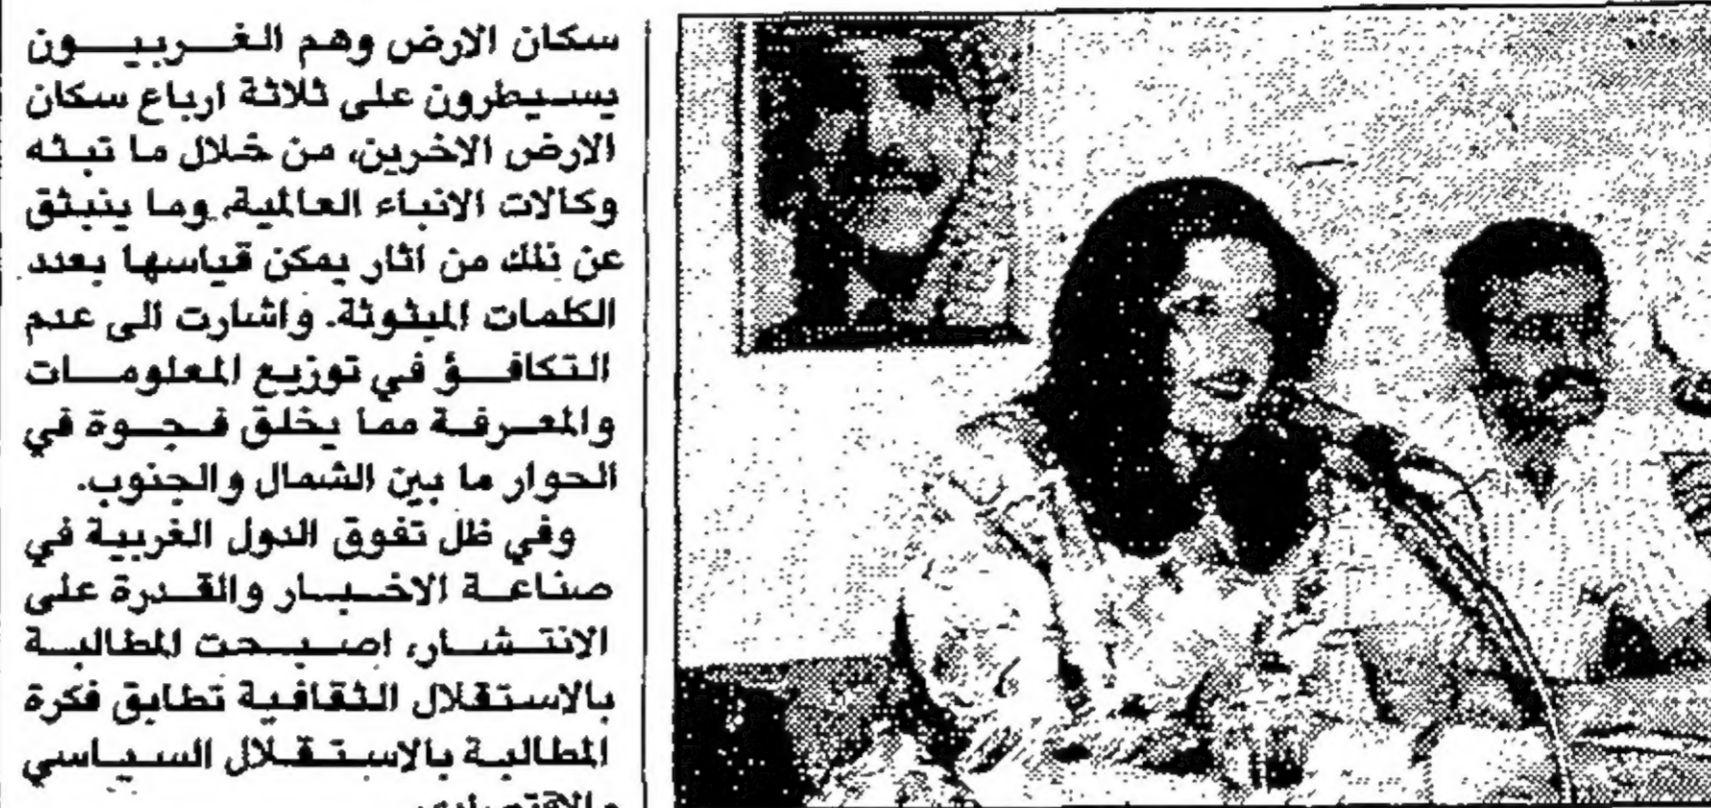 سكان الارض وهم الغربيون
يسيطرون على ثلاثة ارباع سكان
الارض الاخرين، من خلال ما تبثه
وكالات الانباء العالمية، وما ينبثق
عن ذلك من اثار يمكن قياسها بعدد
الكلمات المبثوثة. واشارت الى عدم
التكافؤ في توزيع المعلومات
والمعرفة مما يخلق فجوة في
الحوار ما بين الشمال والجنوب.
وفي ظل تفوق الدول الغربية في
صناعة الاخبار والقدرة على
الانتشار، اصبحت المطالبة
بالاستقلال الثقافية تطابق فكرة
المطالبة بالاستقلال السياسي